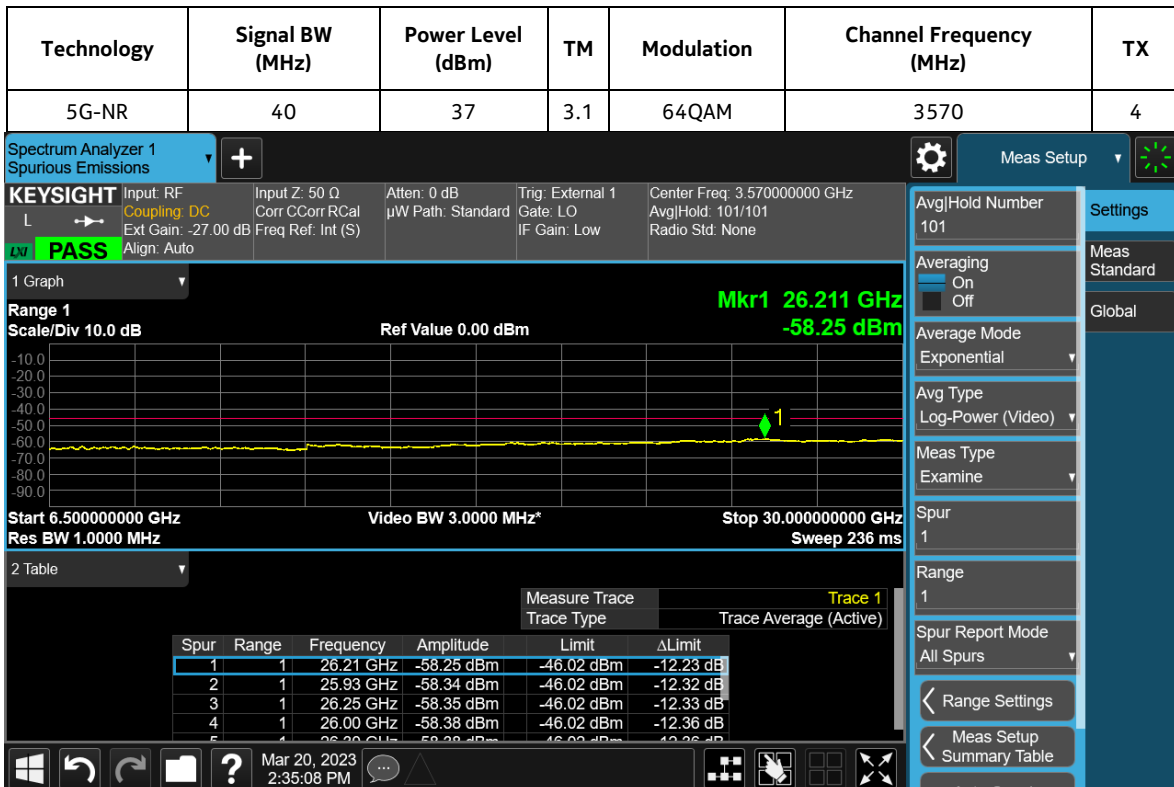 Technology Signal BW (MHz) Power Level (dBm) TM Modulation Channel Frequency (MHz) TX
5G-NR 40 37 3.1 64QAM 3570 4
Spectrum Analyzer 1
Spurious Emissions
+
Meas Setup
KEYSIGHT
L
LXI PASS
Input: RF
Coupling: DC
Ext Gain: -27.00 dB
Align: Auto
Input Z: 50 Ω
Corr CCorr RCal
Freq Ref: Int (S)
Atten: 0 dB
µW Path: Standard
Trig: External 1
Gate: LO
IF Gain: Low
Center Freq: 3.570000000 GHz
Avg|Hold: 101/101
Radio Std: None
1 Graph
Range 1
Scale/Div 10.0 dB
Ref Value 0.00 dBm
Mkr1 26.211 GHz
-58.25 dBm
-10.0
-20.0
-30.0
-40.0
-50.0
-60.0
-70.0
-80.0
-90.0
1
Start 6.500000000 GHz
Res BW 1.0000 MHz
Video BW 3.0000 MHz*
Stop 30.000000000 GHz
Sweep 236 ms
2 Table
Measure Trace Trace 1
Trace Type Trace Average (Active)
Spur Range Frequency Amplitude Limit ΔLimit
1 1 26.21 GHz -58.25 dBm -46.02 dBm -12.23 dB
2 1 25.93 GHz -58.34 dBm -46.02 dBm -12.32 dB
3 1 26.25 GHz -58.35 dBm -46.02 dBm -12.33 dB
4 1 26.00 GHz -58.38 dBm -46.02 dBm -12.36 dB
?
Mar 20, 2023
2:35:08 PM
Avg|Hold Number
101
Averaging
On
Off
Average Mode
Exponential
Avg Type
Log-Power (Video)
Meas Type
Examine
Spur
1
Range
1
Spur Report Mode
All Spurs
Range Settings
Meas Setup
Summary Table
Settings
Meas
Standard
Global